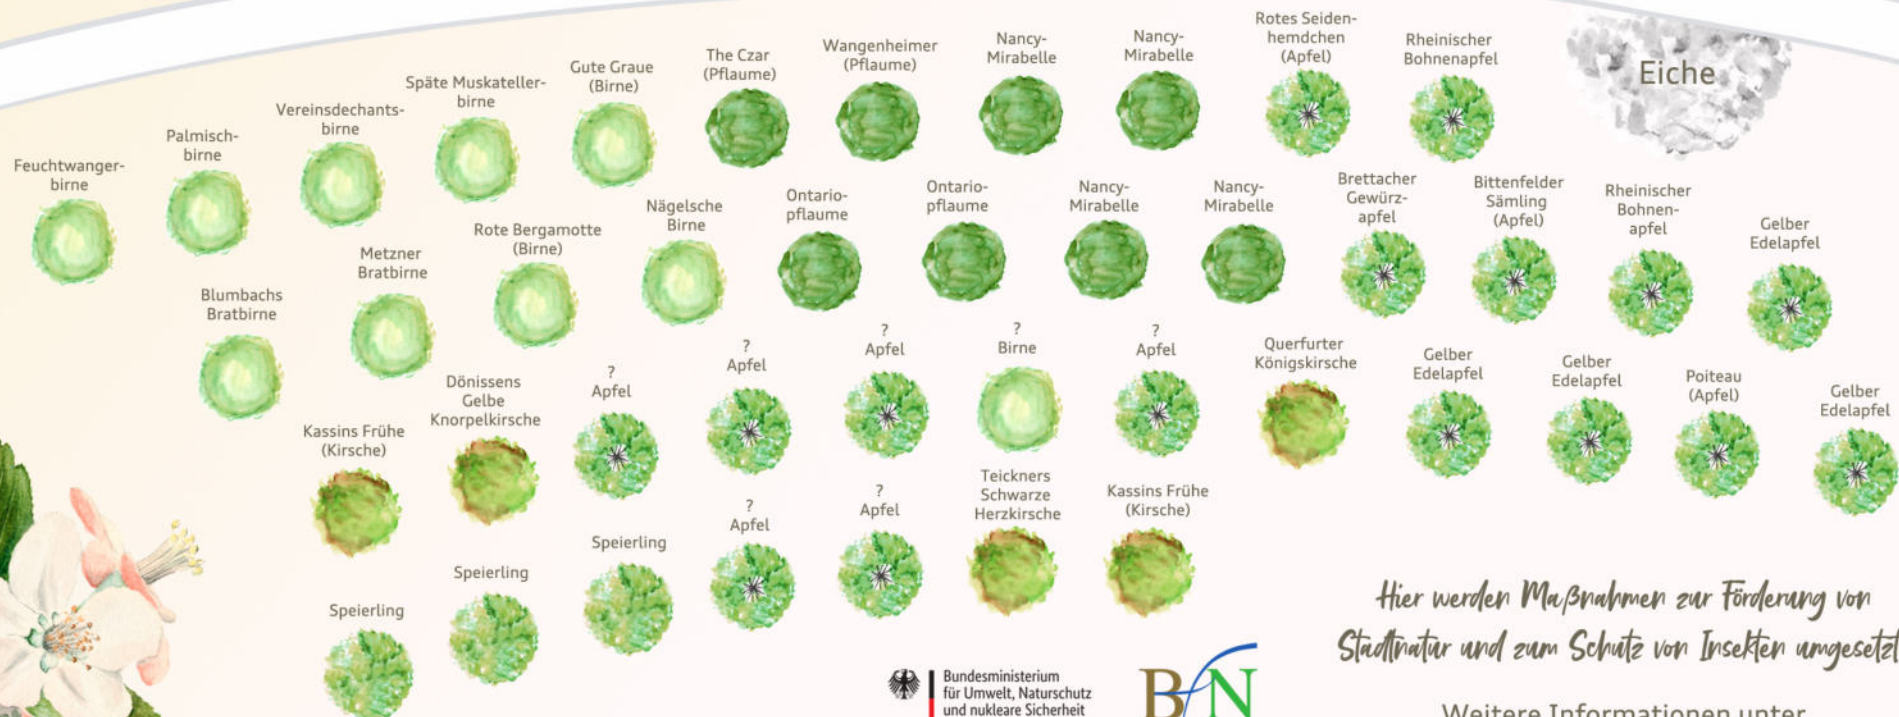 Feuchtwanger-
birne
Palmisch-
birne
Vereinsdechants-
birne
Späte Muskateller-
birne
Gute Graue
(Birne)
The Czar
(Pflaume)
Wangenheimer
(Pflaume)
Nancy-
Mirabelle
Nancy-
Mirabelle
Rotes Seiden-
hemdchen
(Apfel)
Rheinischer
Bohnenapfel
Eiche
Blumbachs
Bratbirne
Metzner
Bratbirne
Rote Bergamotte
(Birne)
Nägelsche
Birne
Ontario-
pflaume
Ontario-
pflaume
Nancy-
Mirabelle
Nancy-
Mirabelle
Brettacher
Gewürz-
apfel
Bittenfelder
Sämling
(Apfel)
Rheinischer
Bohnen-
apfel
Gelber
Edelapfel
Kassins Frühe
(Kirsche)
Dönissens
Gelbe
Knorpelkirsche
?
Apfel
?
Apfel
?
Apfel
?
Birne
?
Apfel
Querfurter
Königskirsche
Gelber
Edelapfel
Gelber
Edelapfel
Poiteau
(Apfel)
Gelber
Edelapfel
Speierling
Speierling
Speierling
?
Apfel
?
Apfel
Teickners
Schwarze
Herzkirsche
Kassins Frühe
(Kirsche)
Hier werden Maßnahmen zur Förderung von
Stadtnatur und zum Schutz von Insekten umgesetzt
Bundesministerium
für Umwelt, Naturschutz
und nukleare Sicherheit
BfN
Weitere Informationen unter